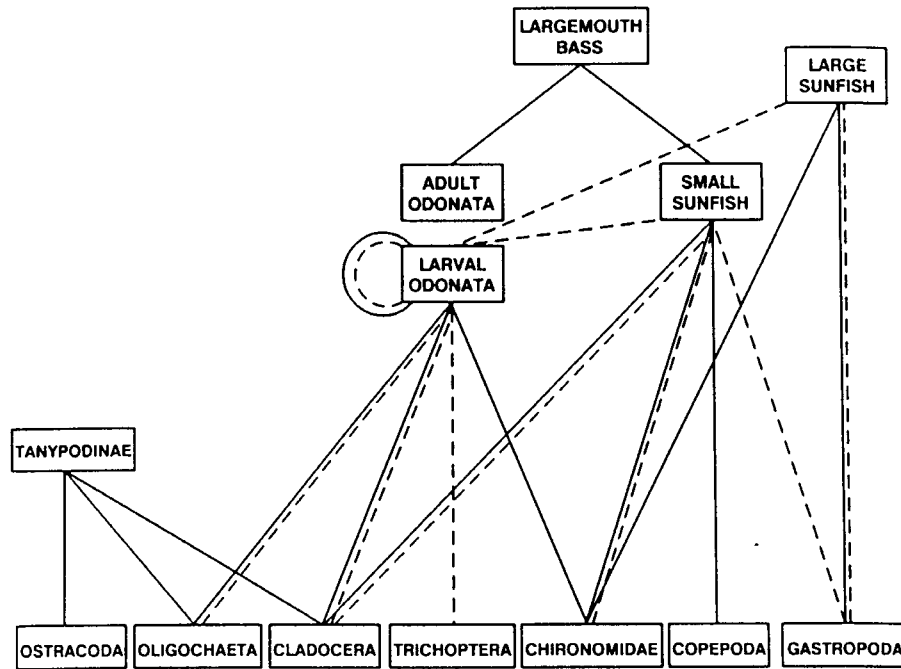 LARGEMOUTH
BASS
LARGE
SUNFISH
ADULT
ODONATA
SMALL
SUNFISH
LARVAL
ODONATA
TANYPODINAE
OSTRACODA
OLIGOCHAETA
CLADOCERA
TRICHOPTERA
CHIRONOMIDAE
COPEPODA
GASTROPODA